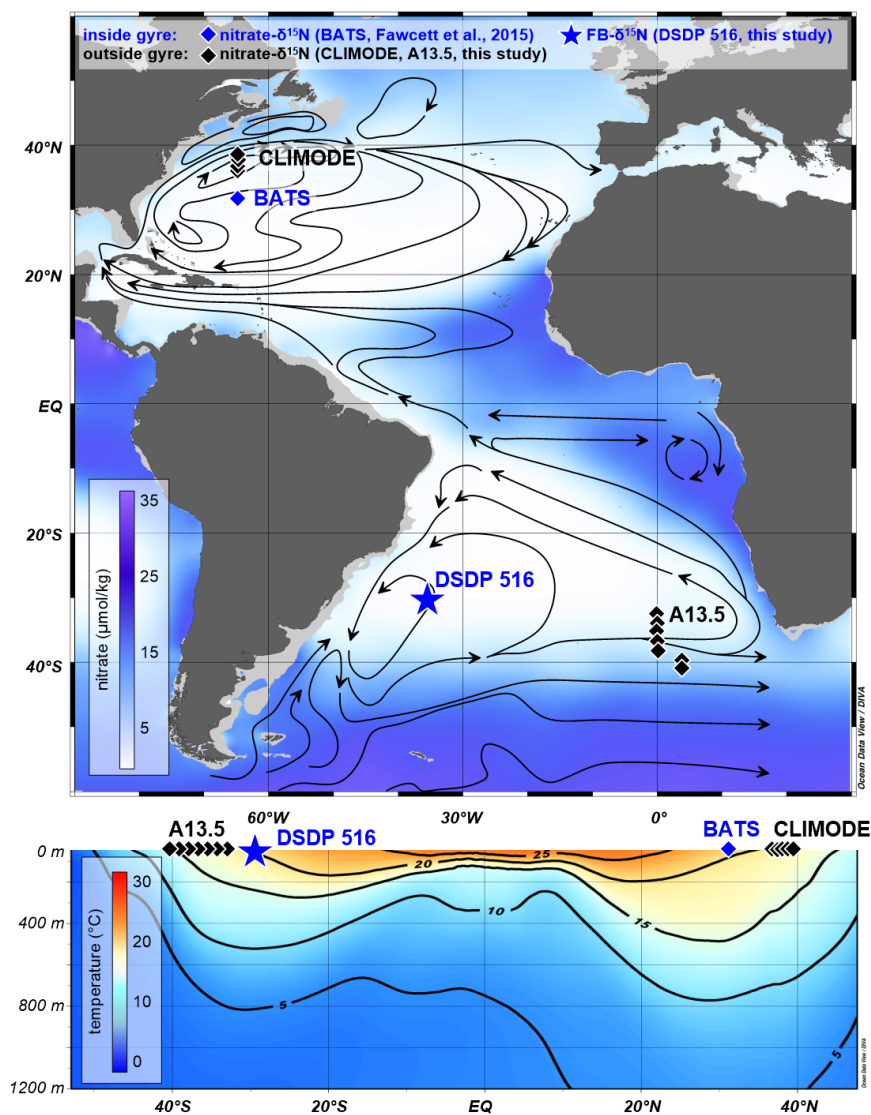 inside gyre: nitrate-δ¹⁵N (BATS, Fawcett et al., 2015) FB-δ¹⁵N (DSDP 516, this study)
outside gyre: nitrate-δ¹⁵N (CLIMODE, A13.5, this study)
40°N
CLIMODE
BATS
20°N
EQ
35
25
15
5
nitrate (µmol/kg)
20°S
DSDP 516
A13.5
40°S
Ocean Data View / DIVA
60°W 30°W 0°
A13.5 DSDP 516 BATS CLIMODE
0 m
25
20
15
10
5
5
400 m
800 m
1200 m
30
20
10
0
temperature (°C)
Ocean Data View / DIVA
40°S 20°S EQ 20°N 40°N